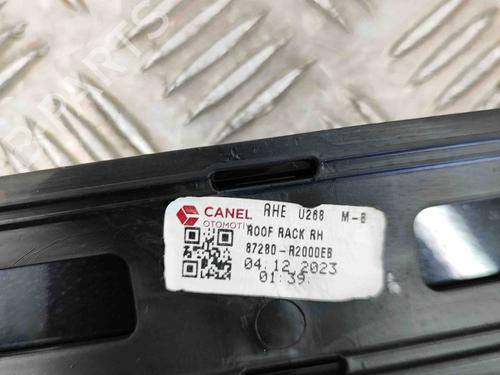 CANEL
OTOMOTİV
RHE U268 M-B
ROOF RACK RH
87280-R2000EB
04.12.2023
01:39